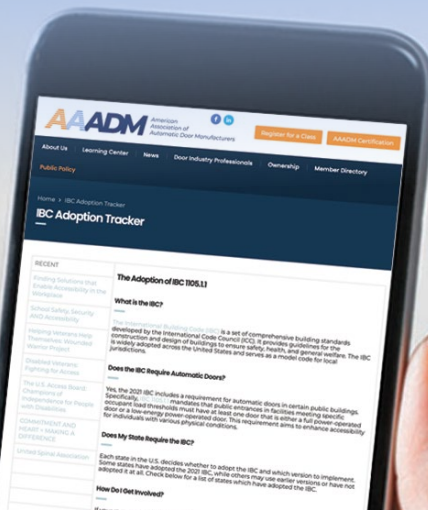 AAADM
American
Association of
Automatic Door Manufacturers
Register for a Class
AAADM Certification
About Us
Learning Center
News
Door Industry Professionals
Ownership
Member Directory
Public Policy
Home » IBC Adoption Tracker
IBC Adoption Tracker
RECENT
Finding Solutions that
Enable Accessibility in the
Workplace
School Safety, Security
AND Accessibility
Helping Veterans Help
Themselves: Wounded
Warrior Project
Disabled Veterans
Fighting for Access
The U.S. Access Board:
Champions of
Independence for People
with Disabilities
COMMITMENT AND
HEART = MAKING A
DIFFERENCE
United Spinal Association
The Adoption of IBC 1105.1.1
What is the IBC?
The International Building Code (IBC) is a set of comprehensive building standards
developed by the International Code Council (ICC). It provides guidelines for the
construction and design of buildings to ensure safety, health, and general welfare. The IBC
is widely adopted across the United States and serves as a model code for local
jurisdictions.
Does the IBC Require Automatic Doors?
Yes, the 2021 IBC includes a requirement for automatic doors in certain public buildings.
Specifically, IBC 1105.1.1 mandates that public entrances in facilities meeting specific
occupant load thresholds must have at least one door that is either a full power-operated
door or a low-energy power-operated door. This requirement aims to enhance accessibility
for individuals with various physical conditions.
Does My State Require the IBC?
Each state in the U.S. decides whether to adopt the IBC and which version to implement.
Some states have adopted the 2021 IBC, while others may use earlier versions or have not
adopted it at all. Check below for a list of states which have adopted the IBC.
How Do I Get Involved?